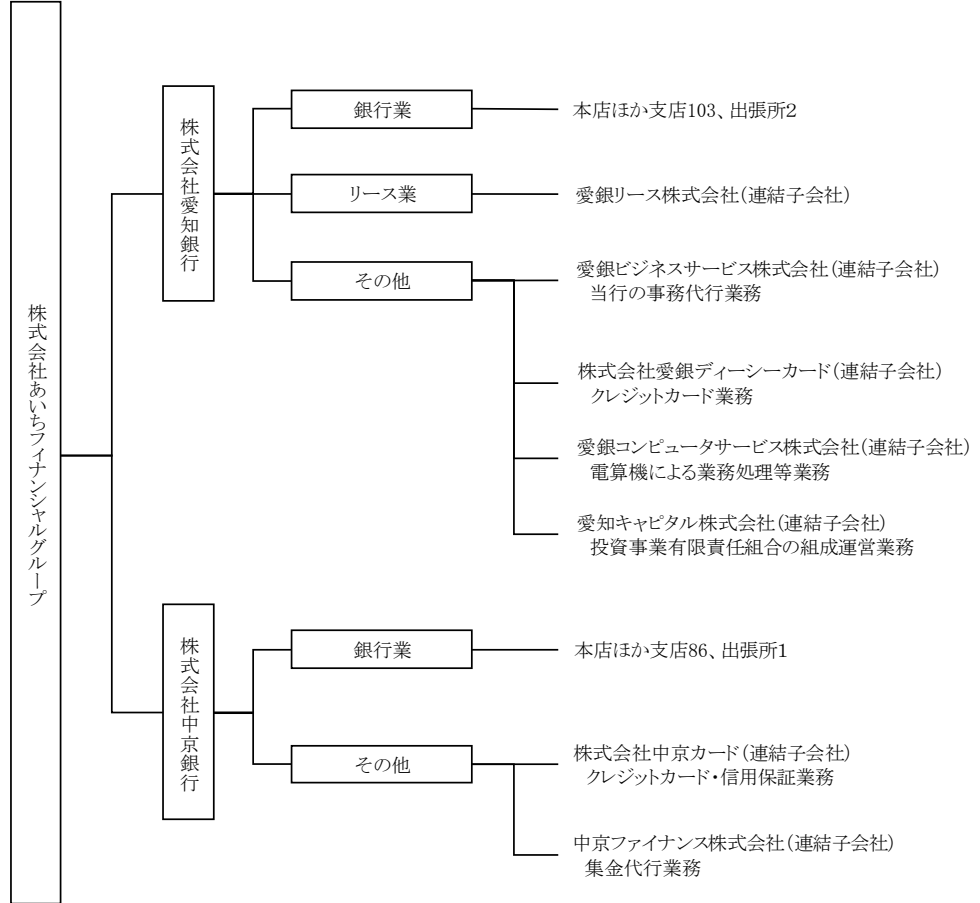 株式会社あいちフィナンシャルグループ
株式会社愛知銀行
銀行業
本店ほか支店103、出張所2
リース業
愛銀リース株式会社(連結子会社)
その他
愛銀ビジネスサービス株式会社(連結子会社)
当行の事務代行業務
株式会社愛銀ディーシーカード(連結子会社)
クレジットカード業務
愛銀コンピュータサービス株式会社(連結子会社)
電算機による業務処理等業務
愛知キャピタル株式会社(連結子会社)
投資事業有限責任組合の組成運営業務
株式会社中京銀行
銀行業
本店ほか支店86、出張所1
その他
株式会社中京カード(連結子会社)
クレジットカード・信用保証業務
中京ファイナンス株式会社(連結子会社)
集金代行業務